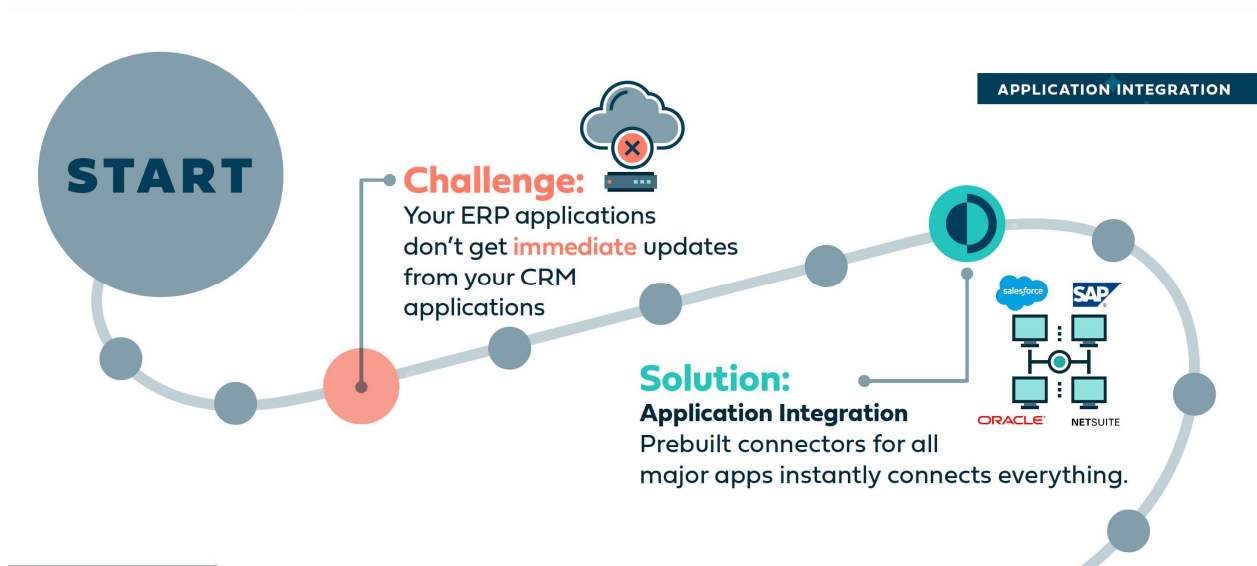 APPLICATION INTEGRATION
START
Challenge:
Your ERP applications
don't get immediate updates
from your CRM
applications
salesforce
SAP
Solution:
Application Integration
Prebuilt connectors for all
major apps instantly connects everything.
ORACLE
NETSUITE